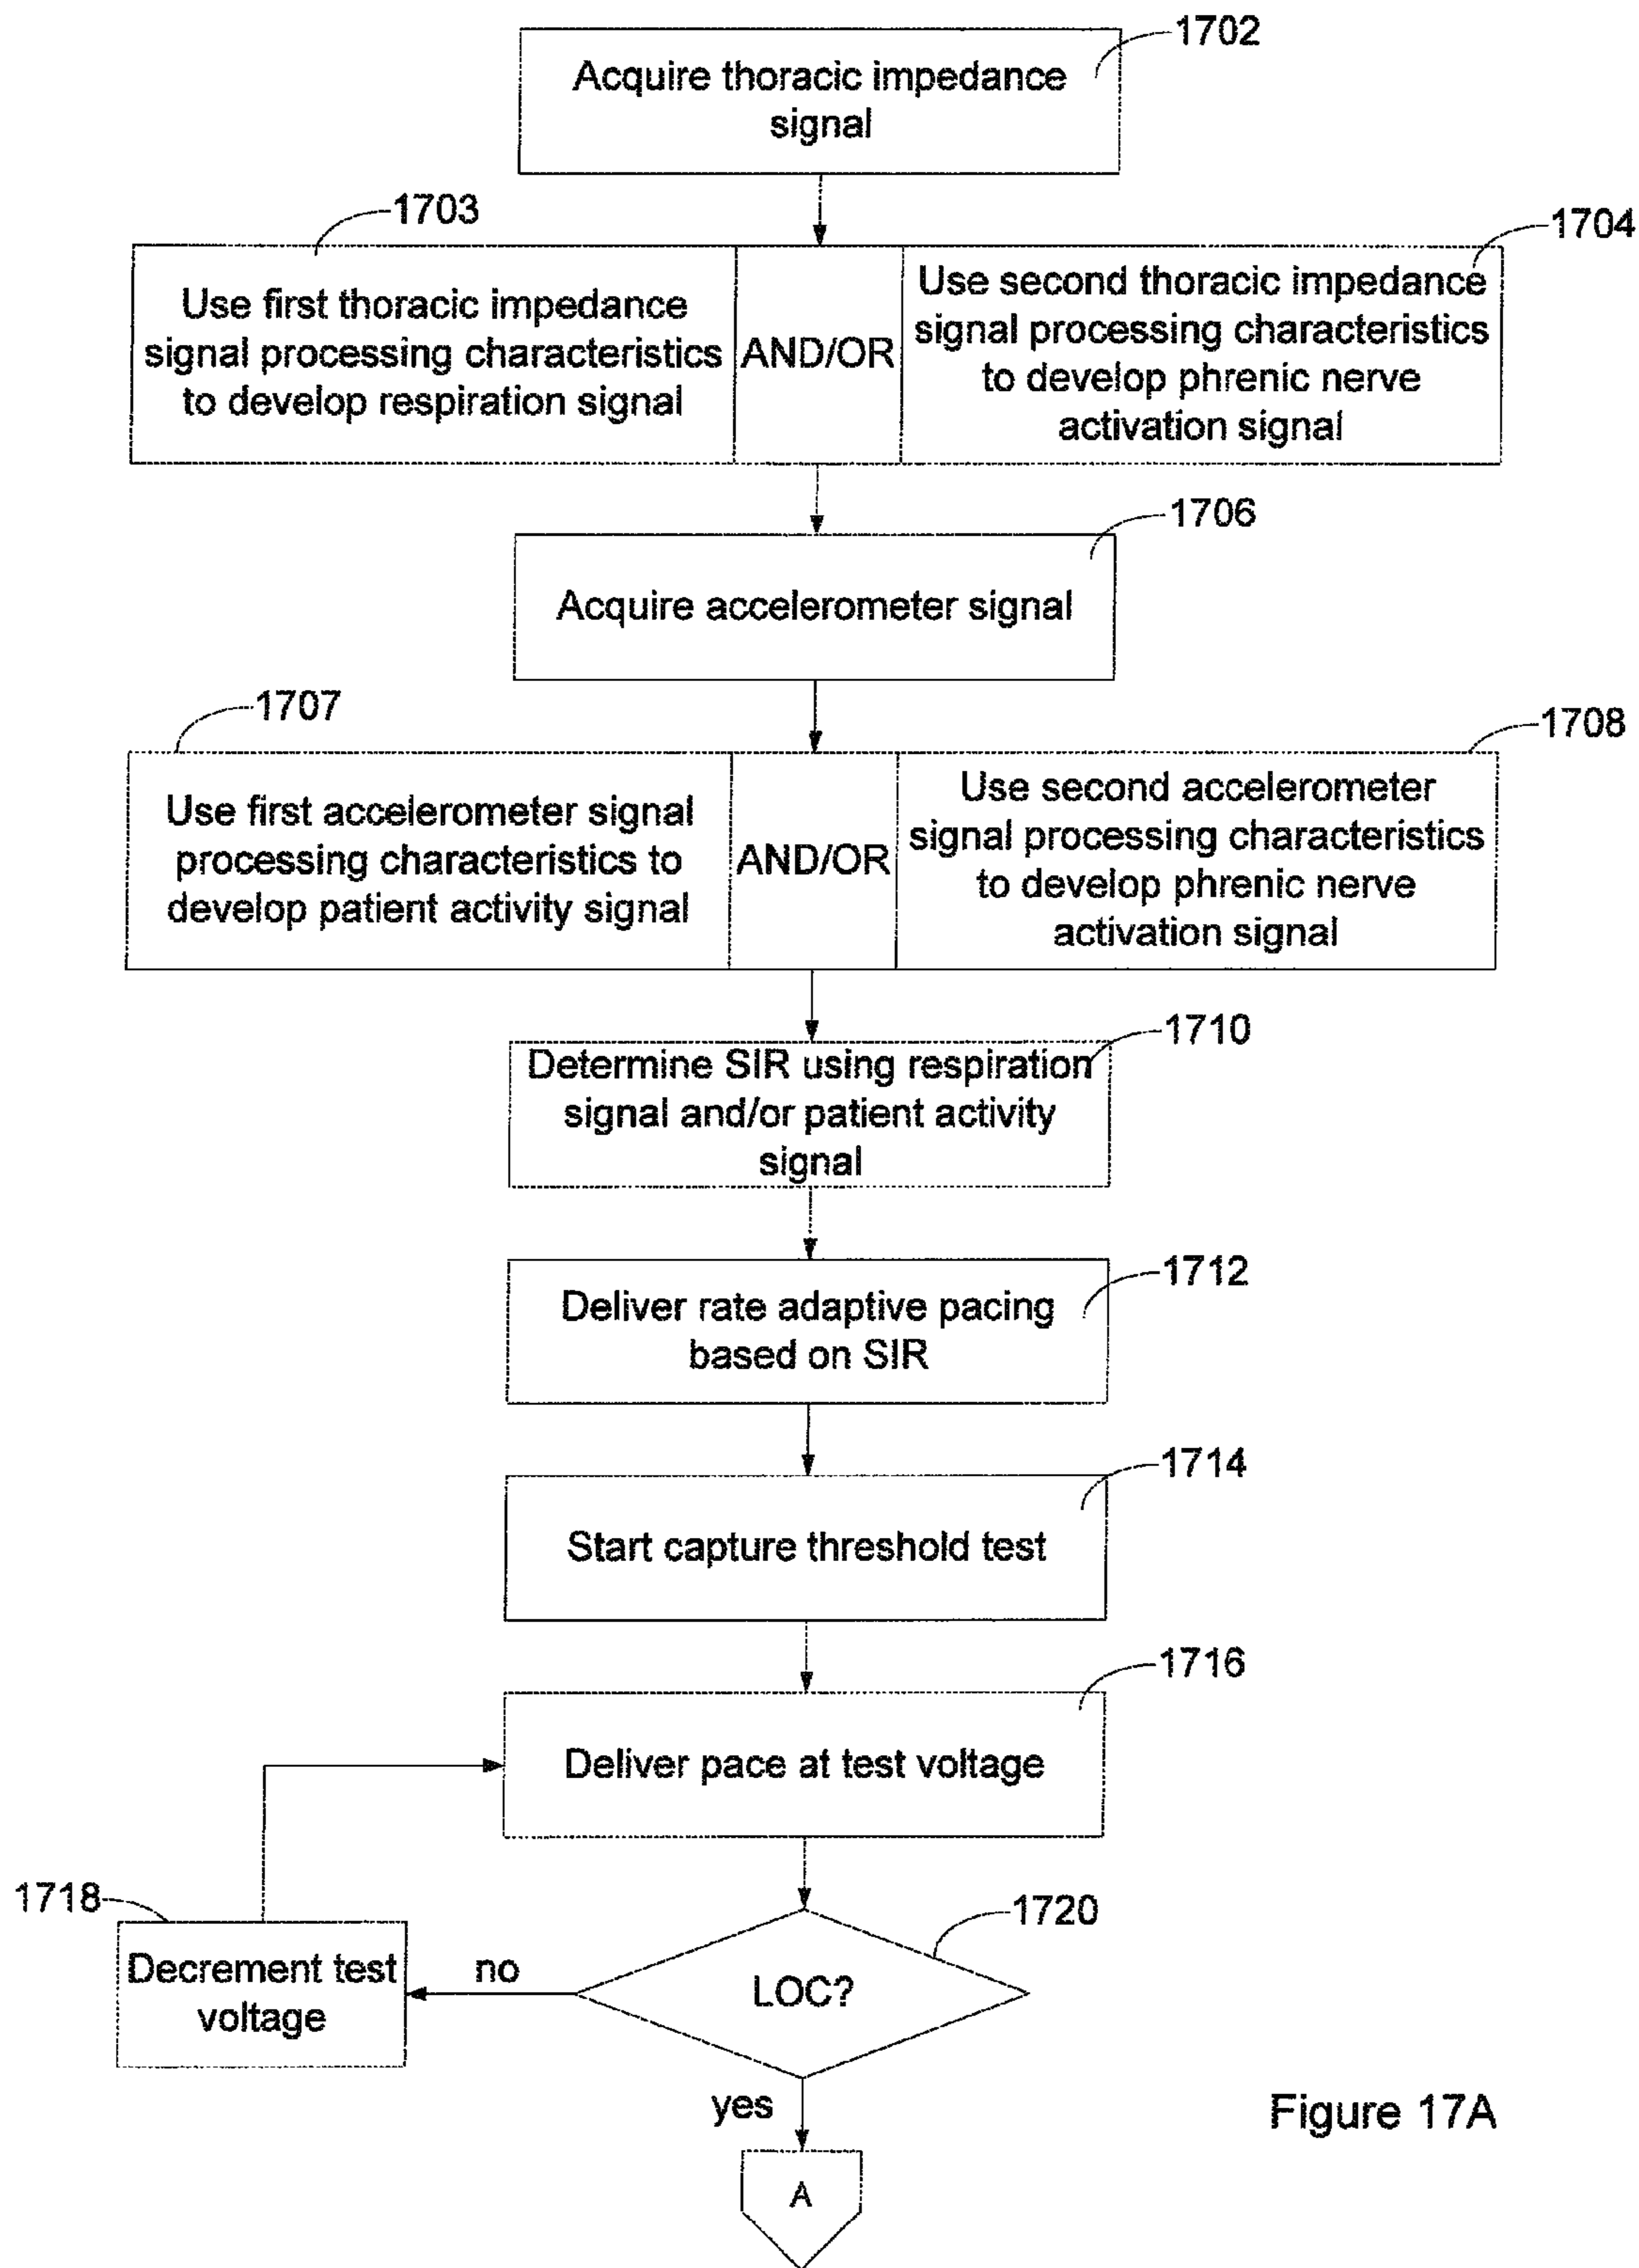 1702
Acquire thoracic impedance
signal
1703
Use first thoracic impedance
signal processing characteristics
to develop respiration signal
AND/OR
1704
Use second thoracic impedance
signal processing characteristics
to develop phrenic nerve
activation signal
1706
Acquire accelerometer signal
1707
Use first accelerometer signal
processing characteristics to
develop patient activity signal
AND/OR
1708
Use second accelerometer
signal processing characteristics
to develop phrenic nerve
activation signal
1710
Determine SIR using respiration
signal and/or patient activity
signal
1712
Deliver rate adaptive pacing
based on SIR
1714
Start capture threshold test
1716
Deliver pace at test voltage
1718
Decrement test
voltage
no
1720
LOC?
yes
A
Figure 17A